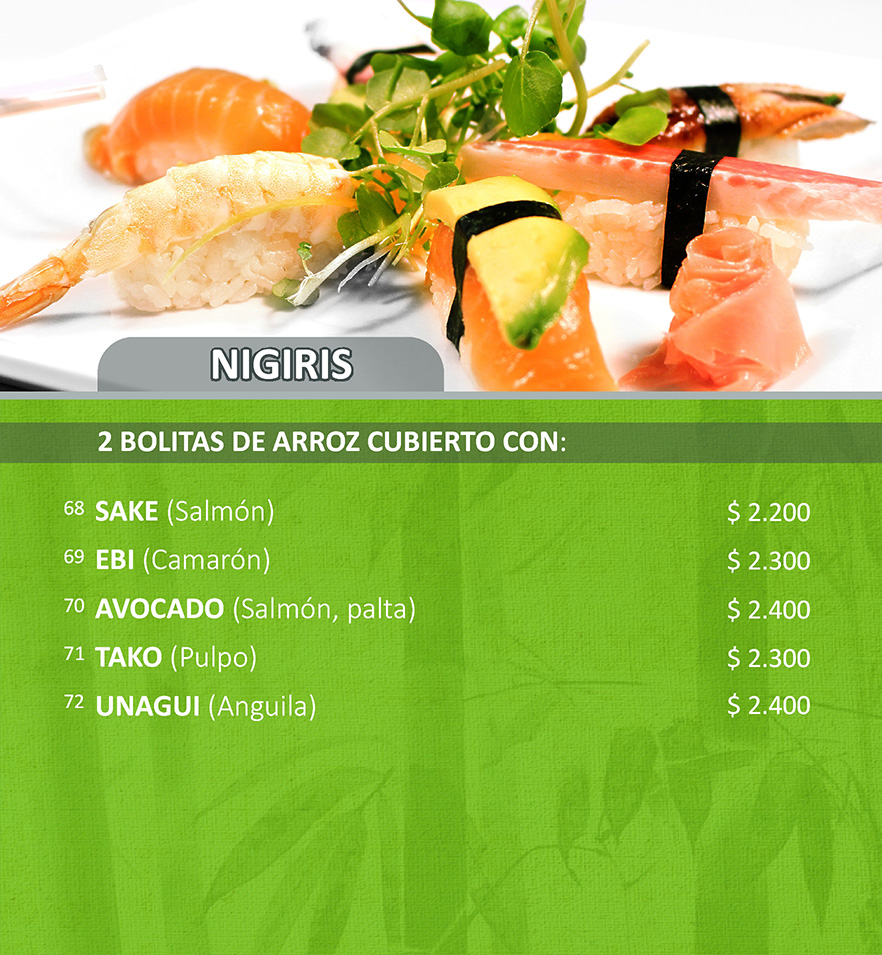 NIGIRIS
2 BOLITAS DE ARROZ CUBIERTO CON:
68 SAKE (Salmón) $ 2.200
69 EBI (Camarón) $ 2.300
70 AVOCADO (Salmón, palta) $ 2.400
71 TAKO (Pulpo) $ 2.300
72 UNAGUI (Anguila) $ 2.400